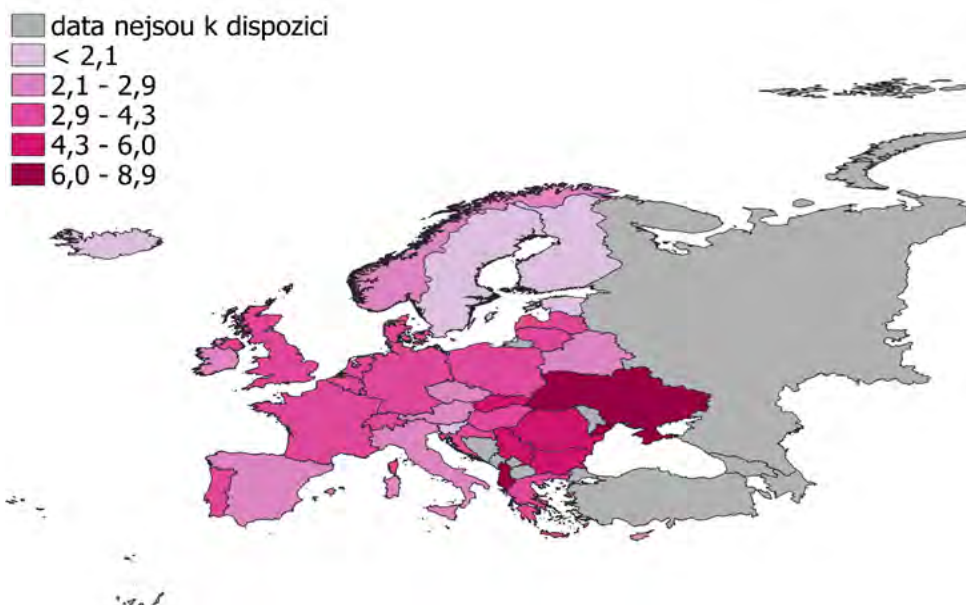 data nejsou k dispozici
< 2,1
2,1 - 2,9
2,9 - 4,3
4,3 - 6,0
6,0 - 8,9